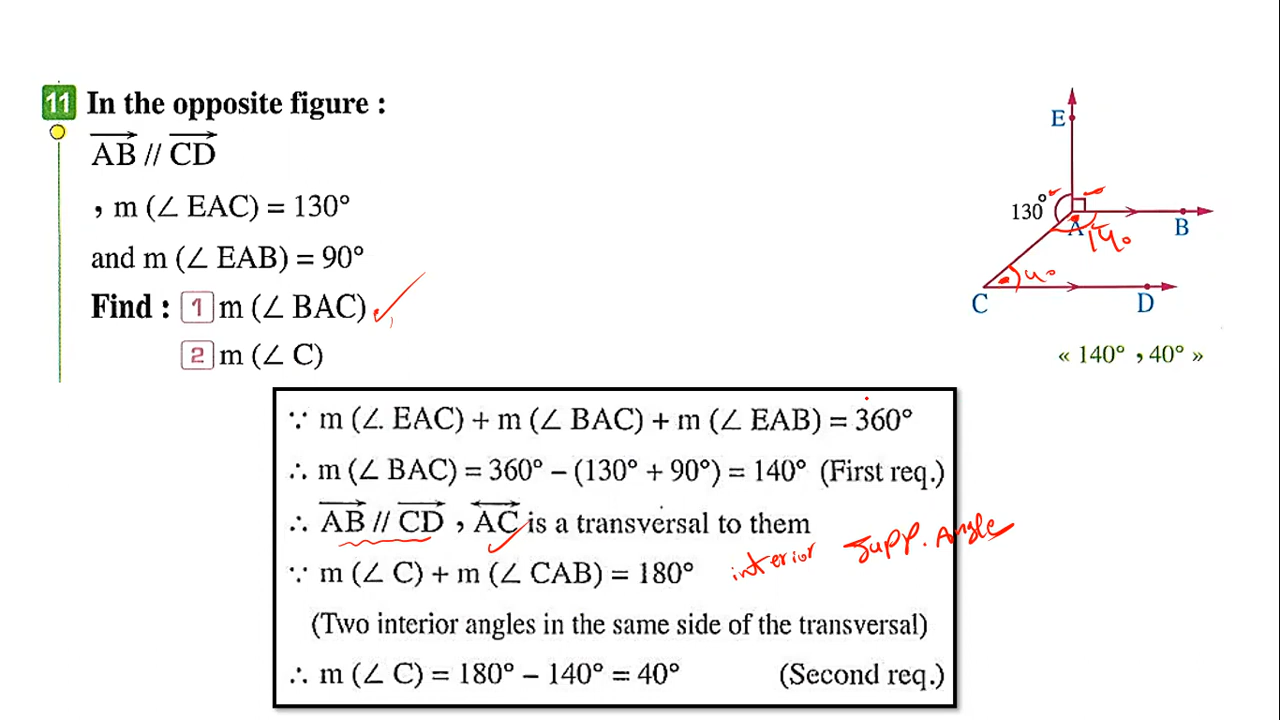 11 In the opposite figure :
AB // CD
, m (∠ EAC) = 130°
and m (∠ EAB) = 90°
Find : 1 m (∠ BAC)
2 m (∠ C)
E
130°
A
B
140
40
C
D
« 140° , 40° »
∵ m (∠ EAC) + m (∠ BAC) + m (∠ EAB) = 360°
∴ m (∠ BAC) = 360° – (130° + 90°) = 140° (First req.)
∴ AB // CD , AC is a transversal to them
interior supp. Angle
∵ m (∠ C) + m (∠ CAB) = 180°
(Two interior angles in the same side of the transversal)
∴ m (∠ C) = 180° – 140° = 40° (Second req.)